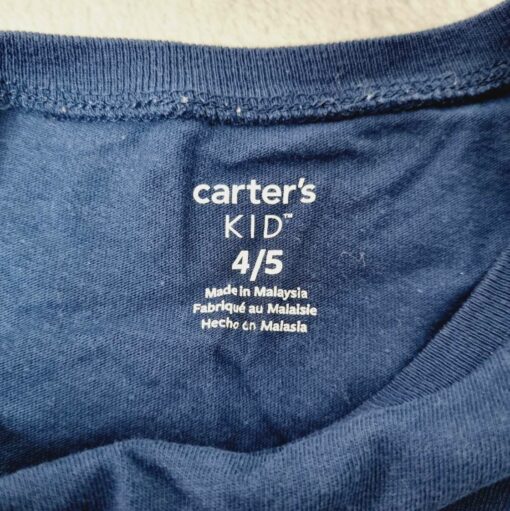 carter's
KID™
4/5
Made in Malaysia
Fabriqué au Malaisie
Hecho en Malasia